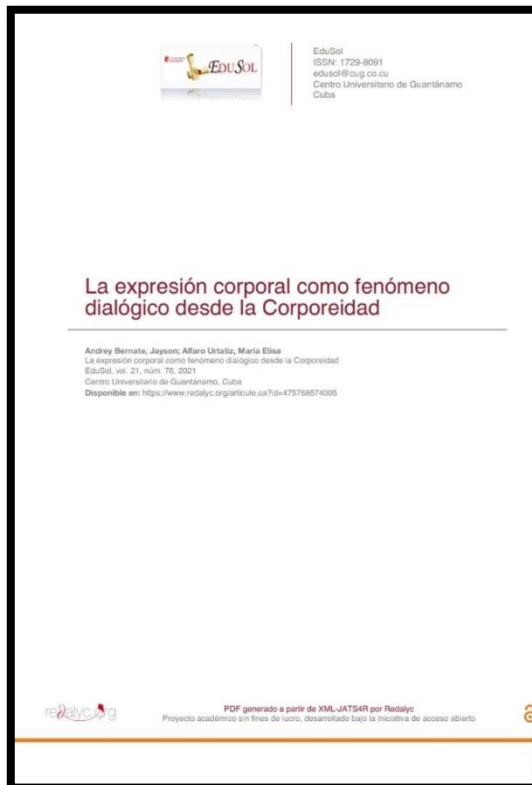 EDUSOL
EduSol
ISSN: 1729-8091
edusol@cug.co.cu
Centro Universitario de Guantánamo
Cuba
La expresión corporal como fenómeno
dialógico desde la Corporeidad
Andrey Bernate, Jayson; Alfaro Urtatiz, María Elisa
La expresión corporal como fenómeno dialógico desde la Corporeidad
EduSol, vol. 21, núm. 76, 2021
Centro Universitario de Guantánamo, Cuba
Disponible en: https://www.redalyc.org/articulo.oa?id=475768574005
redalyc.org
PDF generado a partir de XML-JATS4R por Redalyc
Proyecto académico sin fines de lucro, desarrollado bajo la iniciativa de acceso abierto